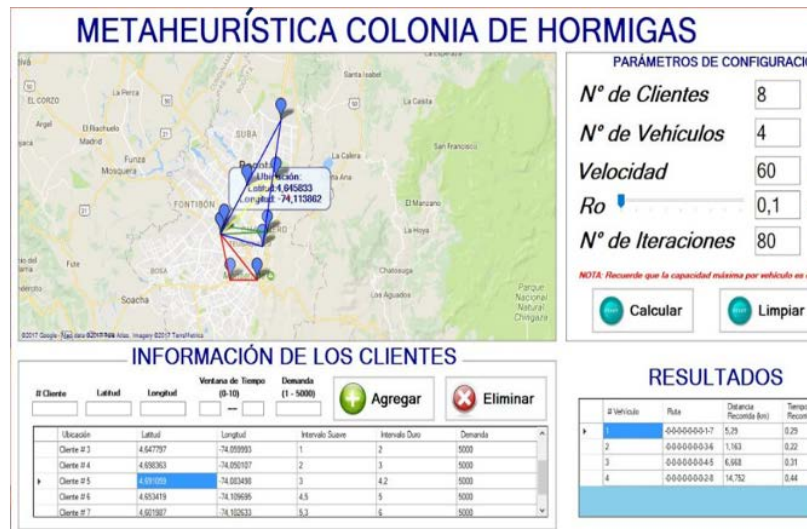 METAHEURÍSTICA COLONIA DE HORMIGAS
Santa Isabel
La Perca
EL CORZO
La Caleta
Argel
El Riachuelo
Madrid
SUBA
Funza
Mosquera
La Calera
San Francisco
Ubicación:
Latitud:4,645833
Longitud: -74,113862
FONTIBÓN
El Manzano
La Hoya
Fute
BOSA
Chatasuga
Soacha
Los Aguados
Parque
Nacional
Natural
Chingaza
PARÁMETROS DE CONFIGURACIÓ
N° de Clientes 8
N° de Vehículos 4
Velocidad 60
Ro 0,1
N° de Iteraciones 80
NOTA: Recuerde que la capacidad máxima por vehículo es
Calcular
Limpiar
INFORMACIÓN DE LOS CLIENTES
# Cliente Latitud Longitud Ventana de Tiempo (0-10) Demanda (1 - 5000)
Agregar
Eliminar
Ubicación Latitud Longitud Intervalo Suave Intervalo Duro Demanda
Cliente # 3 4,647797 -74,059993 1 2 5000
Cliente # 4 4,698363 -74,050107 2 3 5000
Cliente # 5 4,691059 -74,083498 3 4,2 5000
Cliente # 6 4,653419 -74,109695 4,5 5 5000
Cliente # 7 4,601987 -74,102633 5,3 6 5000
RESULTADOS
# Vehículo Ruta Distancia Recorrida (km) Tiempo
1 -0-0-0-0-0-0-1-7 5,29 0,29
2 -0-0-0-0-0-0-3-6 1,163 0,22
3 -0-0-0-0-0-0-4-5 6,668 0,31
4 -0-0-0-0-0-0-2-8 14,752 0,44